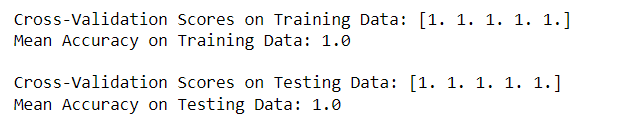 Cross-Validation Scores on Training Data: [1. 1. 1. 1. 1.]
Mean Accuracy on Training Data: 1.0
Cross-Validation Scores on Testing Data: [1. 1. 1. 1. 1.]
Mean Accuracy on Testing Data: 1.0